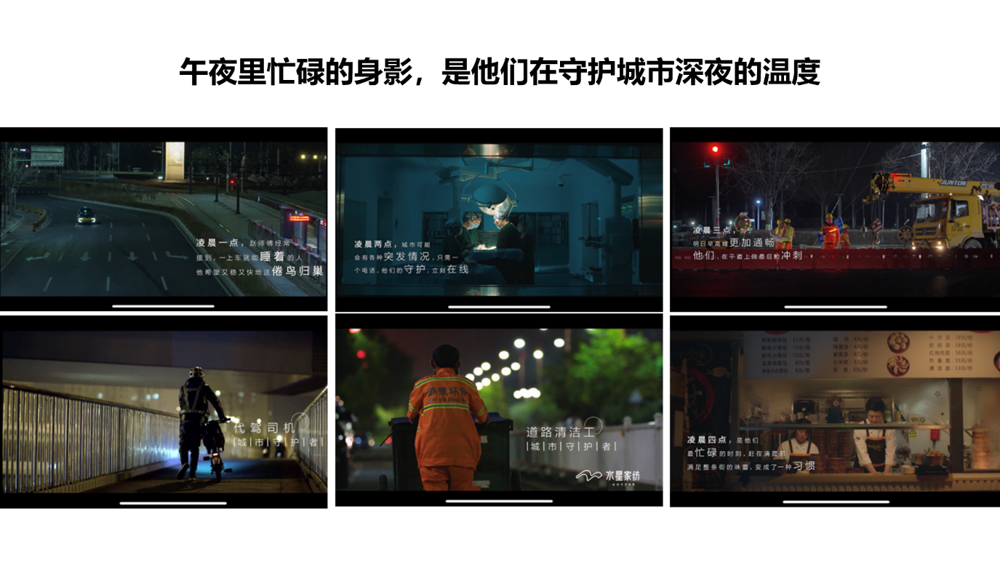 午夜里忙碌的身影，是他们在守护城市深夜的温度
凌晨一点，赵师傅经常
接到，一上车就能睡着的人
他希望又稳又快地送倦鸟归巢
凌晨两点，城市可能
会有各种突发情况，只需一
个电话，他们的守护，立刻在线
JUNTON
凌晨三点，为了
明日早高峰更加通畅
他们，在干道上做最后的冲刺
代驾司机
|城|市|守|护|者|
道路清洁工
|城|市|守|护|者|
水星家纺
凌晨四点，是他们
最忙碌的时刻，赶在清晨前
满足整条街的味蕾，变成了一种习惯